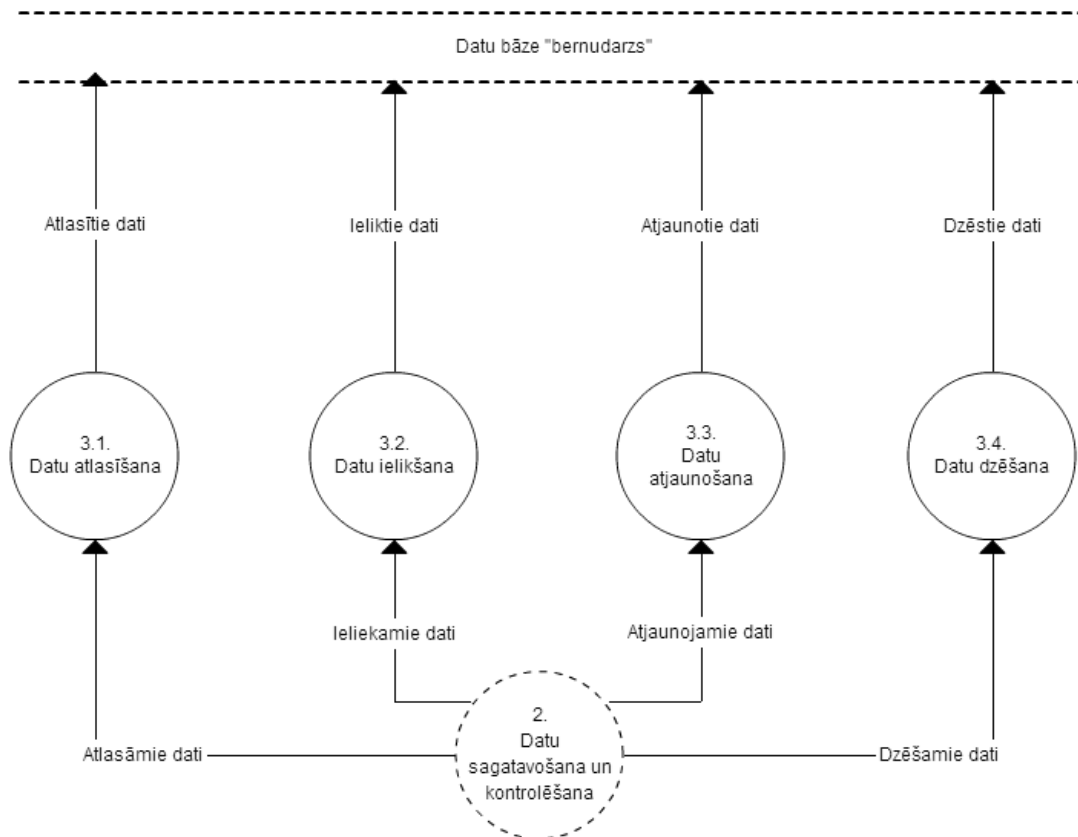 Datu bāze "bernudarzs"
Atlasītie dati
Ieliktie dati
Atjaunotie dati
Dzēstie dati
3.1.
Datu atlasīšana
3.2.
Datu ielikšana
3.3.
Datu
atjaunošana
3.4.
Datu dzēšana
Ieliekamie dati
Atjaunojamie dati
Atlasāmie dati
2.
Datu
sagatavošana un
kontrolēšana
Dzēšamie dati